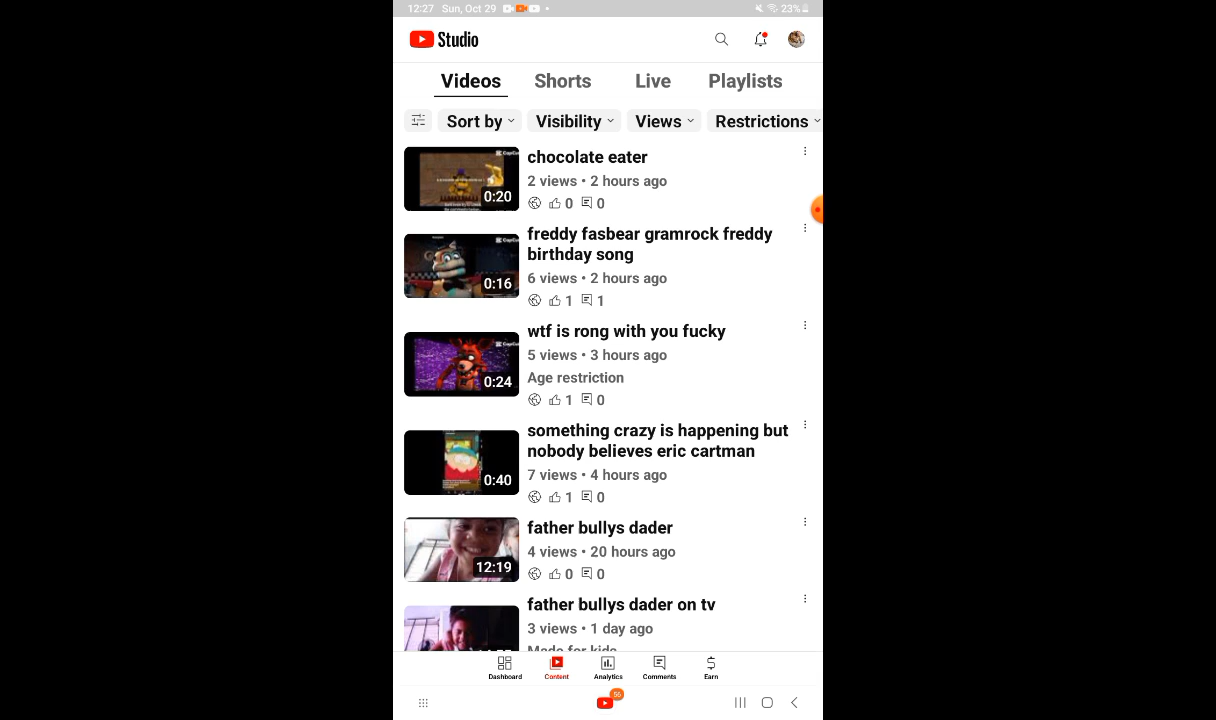 12:27 Sun, Oct 29
23%
Studio
Videos Shorts Live Playlists
Sort by Visibility Views Restrictions
chocolate eater
2 views • 2 hours ago
0 0
0:20
freddy fasbear gramrock freddy
birthday song
6 views • 2 hours ago
1 1
0:16
wtf is rong with you fucky
5 views • 3 hours ago
Age restriction
1 0
0:24
something crazy is happening but
nobody believes eric cartman
7 views • 4 hours ago
1 0
0:40
father bullys dader
4 views • 20 hours ago
0 0
12:19
father bullys dader on tv
3 views • 1 day ago
Made for kids
Dashboard Content Analytics Comments Earn
56